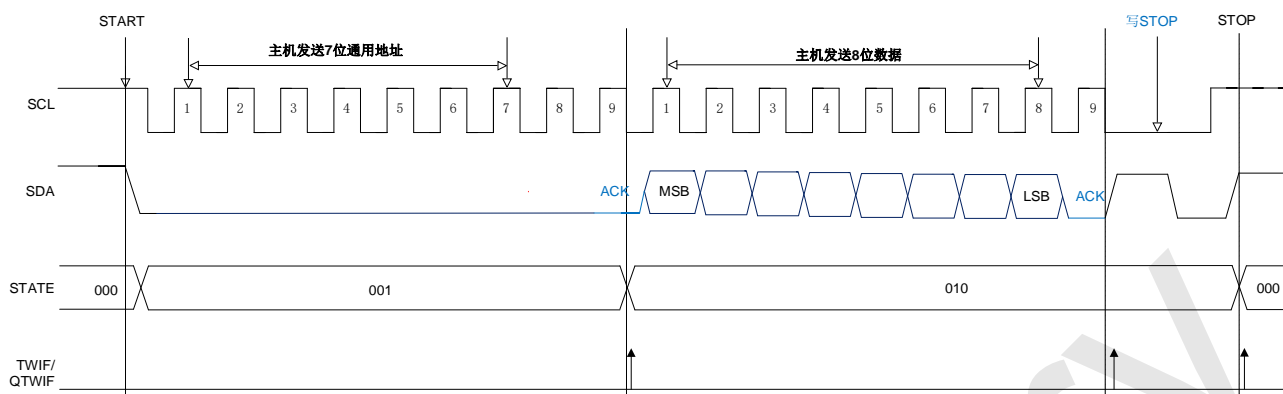 START
写STOP
STOP
主机发送7位通用地址
主机发送8位数据
SCL
1 2 3 4 5 6 7 8 9 1 2 3 4 5 6 7 8 9
SDA
ACK MSB LSB ACK
STATE
000 001 010 000
TWIF/
QTWIF